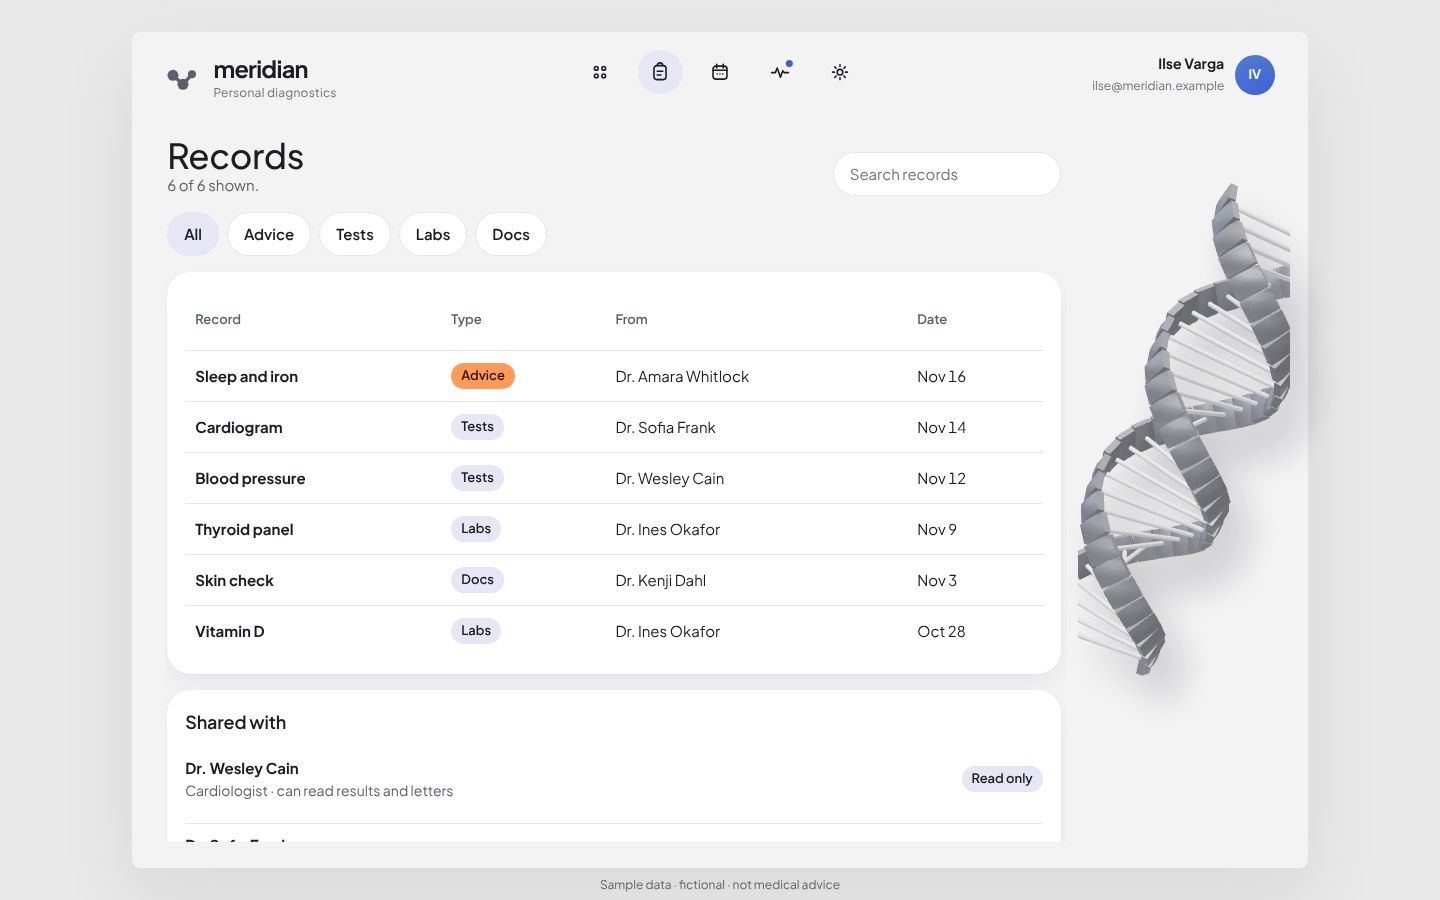 meridian
Personal diagnostics
Ilse Varga
ilse@meridian.example
IV
Records
6 of 6 shown.
Search records
All Advice Tests Labs Docs
Record Type From Date
Sleep and iron Advice Dr. Amara Whitlock Nov 16
Cardiogram Tests Dr. Sofia Frank Nov 14
Blood pressure Tests Dr. Wesley Cain Nov 12
Thyroid panel Labs Dr. Ines Okafor Nov 9
Skin check Docs Dr. Kenji Dahl Nov 3
Vitamin D Labs Dr. Ines Okafor Oct 28
Shared with
Dr. Wesley Cain
Cardiologist · can read results and letters
Read only
Sample data · fictional · not medical advice